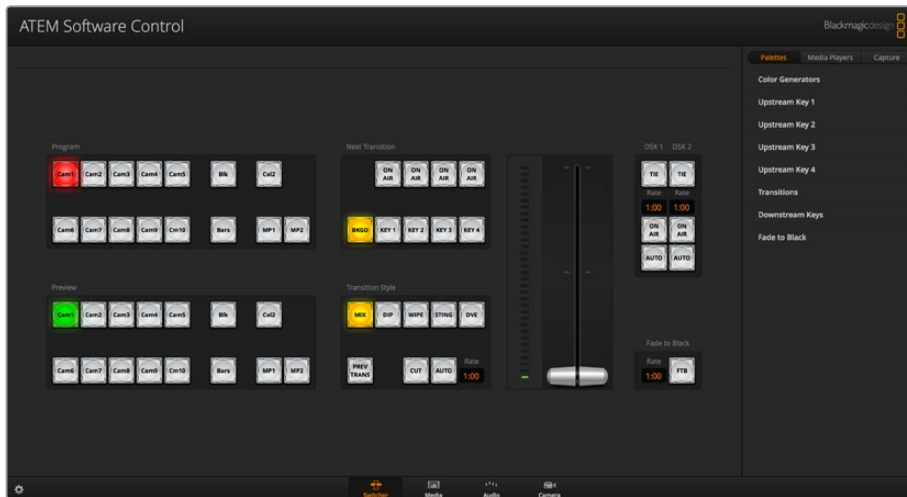 ATEM Software Control
Blackmagicdesign
Palettes Media Players Capture
Color Generators
Upstream Key 1
Upstream Key 2
Upstream Key 3
Upstream Key 4
Transitions
Downstream Keys
Fade to Black
Program
Cam1 Cam2 Cam3 Cam4 Cam5 Blk Col2
Cam6 Cam7 Cam8 Cam9 Cm10 Bars MP1 MP2
Next Transition
ON AIR ON AIR ON AIR ON AIR
BKGD KEY 1 KEY 2 KEY 3 KEY 4
DSK 1 DSK 2
TIE TIE
Rate Rate
1:00 1:00
ON AIR ON AIR
AUTO AUTO
Preview
Cam1 Cam2 Cam3 Cam4 Cam5 Blk Col2
Cam6 Cam7 Cam8 Cam9 Cm10 Bars MP1 MP2
Transition Style
MIX DIP WIPE STING DVE
PREV TRANS CUT AUTO
Rate
1:00
Fade to Black
Rate
1:00 FTB
Switcher Media Audio Camera